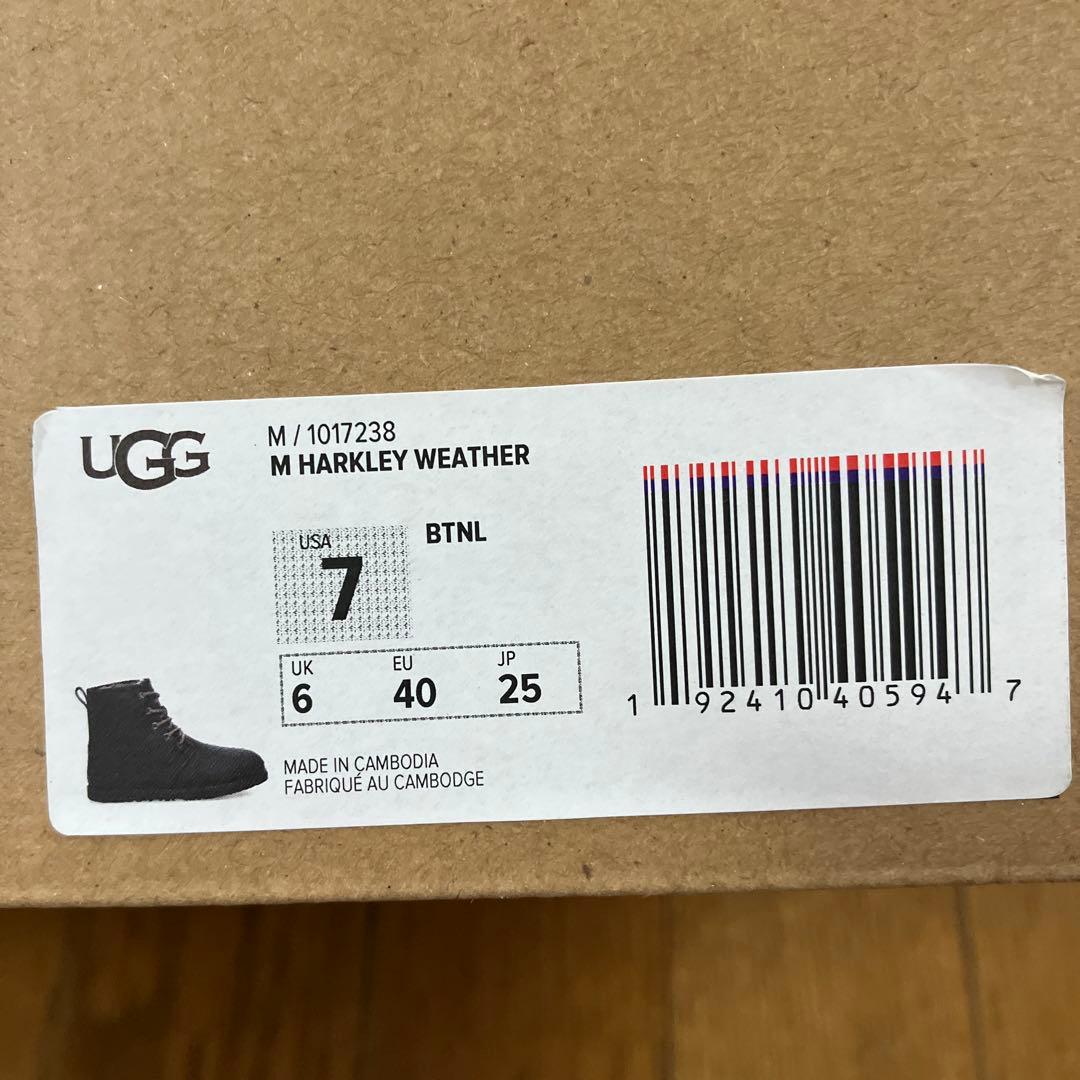 UGG
M / 1017238
M HARKLEY WEATHER
USA
7
BTNL
UK EU JP
6 40 25
MADE IN CAMBODIA
FABRIQUÉ AU CAMBODGE
1 92410 40594 7